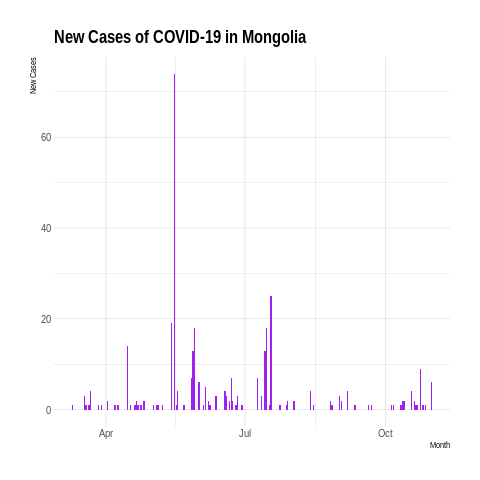 New Cases of COVID-19 in Mongolia
New Cases
60
40
20
0
Apr
Jul
Oct
Month